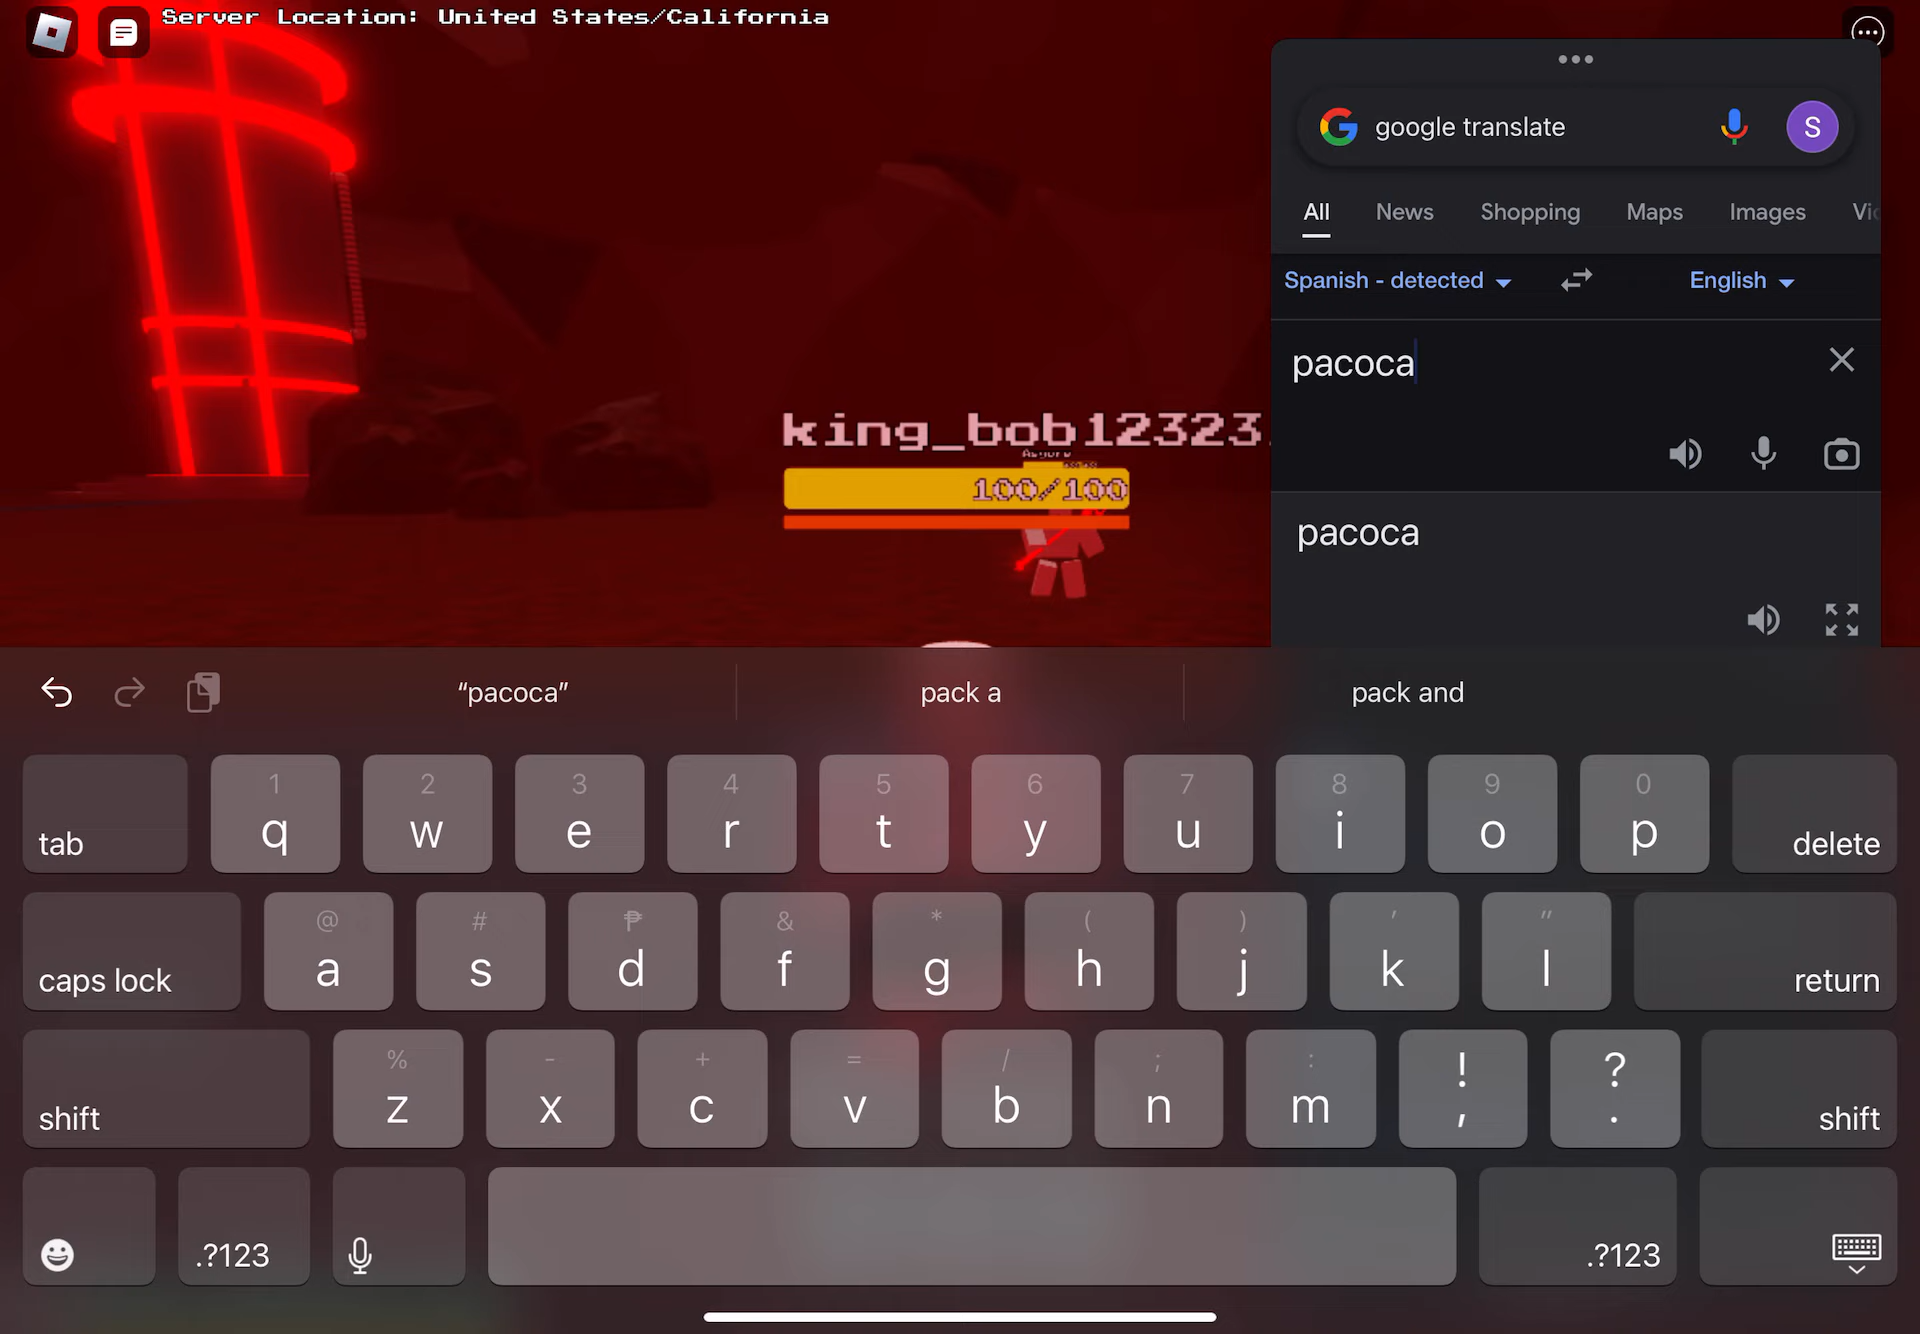 Server Location: United States/California
google translate
S
All News Shopping Maps Images
Spanish - detected English
pacoca
pacoca
king_bob12323
100/100
“pacoca” pack a pack and
1 2 3 4 5 6 7 8 9 0
tab q w e r t y u i o p delete
@ # ₱ & * ( ) ' "
caps lock a s d f g h j k l return
% - + = / ; : ! ?
shift z x c v b n m , . shift
.?123 .?123